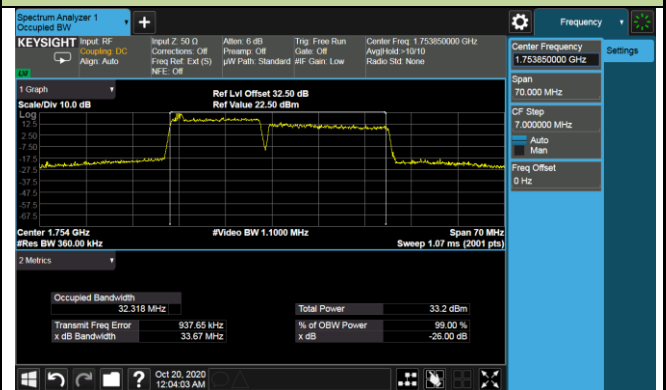 Spectrum Analyzer 1
Occupied BW
Frequency
KEYSIGHT
Input: RF
Coupling: DC
Align: Auto
Input Z: 50 Ω
Corrections: Off
Freq Ref: Ext (S)
NFE: Off
Atten: 6 dB
Preamp: Off
µW Path: Standard
Trig: Free Run
Gate: Off
#IF Gain: Low
Center Freq: 1.753850000 GHz
Avg|Hold:>10/10
Radio Std: None
Center Frequency
1.753850000 GHz
Settings
Span
70.000 MHz
CF Step
7.000000 MHz
Auto
Man
Freq Offset
0 Hz
1 Graph
Scale/Div 10.0 dB
Ref Lvl Offset 32.50 dB
Ref Value 22.50 dBm
Log
12.5
2.50
-7.50
-17.5
-27.5
-37.5
-47.5
-57.5
-67.5
Center 1.754 GHz
#Res BW 360.00 kHz
#Video BW 1.1000 MHz
Span 70 MHz
Sweep 1.07 ms (2001 pts)
2 Metrics
Occupied Bandwidth
32.318 MHz
Total Power 33.2 dBm
Transmit Freq Error 937.65 kHz
% of OBW Power 99.00 %
x dB Bandwidth 33.67 MHz
x dB -26.00 dB
Oct 20, 2020
12:04:03 AM